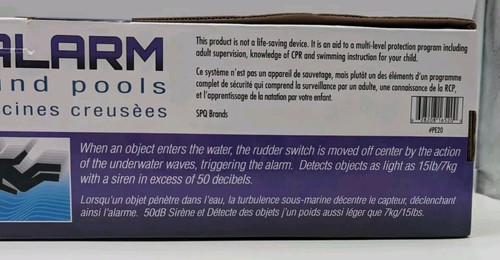 ALARM
nd pools
cines creusées
This product is not a life-saving device. It is an aid to a multi-level protection program including
adult supervision, knowledge of CPR and swimming instruction for your child.
Ce système n'est pas un appareil de sauvetage, mais plutôt un des éléments d'un programme
complet de sécurité qui comprend la surveillance par un adulte, une connaissance de la RCP,
et l'apprentissage de la natation par votre enfant.
SPQ Brands
#PE20
When an object enters the water, the rudder switch is moved off center by the action
of the underwater waves, triggering the alarm. Detects objects as light as 15lb/7kg
with a siren in excess of 50 decibels.
Lorsqu'un objet pénètre dans l'eau, la turbulence sous-marine décentre le capteur, déclenchant
ainsi l'alarme. 50dB Sirène et Détecte des objets j'un poids aussi léger que 7kg/15lbs.